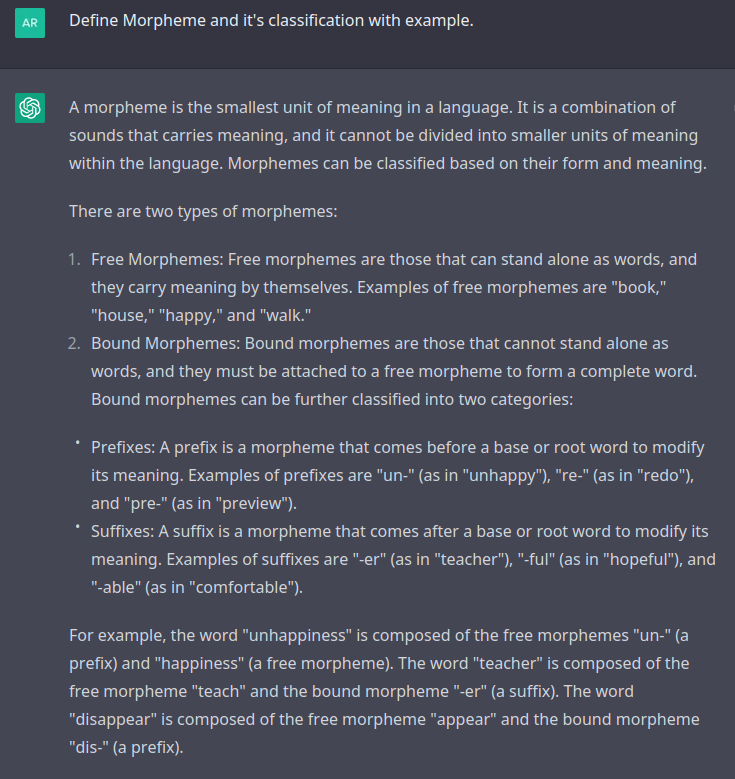 AR
Define Morpheme and it's classification with example.
A morpheme is the smallest unit of meaning in a language. It is a combination of
sounds that carries meaning, and it cannot be divided into smaller units of meaning
within the language. Morphemes can be classified based on their form and meaning.
There are two types of morphemes:
1. Free Morphemes: Free morphemes are those that can stand alone as words, and
they carry meaning by themselves. Examples of free morphemes are "book,"
"house," "happy," and "walk."
2. Bound Morphemes: Bound morphemes are those that cannot stand alone as
words, and they must be attached to a free morpheme to form a complete word.
Bound morphemes can be further classified into two categories:
• Prefixes: A prefix is a morpheme that comes before a base or root word to modify
its meaning. Examples of prefixes are "un-" (as in "unhappy"), "re-" (as in "redo"),
and "pre-" (as in "preview").
• Suffixes: A suffix is a morpheme that comes after a base or root word to modify its
meaning. Examples of suffixes are "-er" (as in "teacher"), "-ful" (as in "hopeful"), and
"-able" (as in "comfortable").
For example, the word "unhappiness" is composed of the free morphemes "un-" (a
prefix) and "happiness" (a free morpheme). The word "teacher" is composed of the
free morpheme "teach" and the bound morpheme "-er" (a suffix). The word
"disappear" is composed of the free morpheme "appear" and the bound morpheme
"dis-" (a prefix).